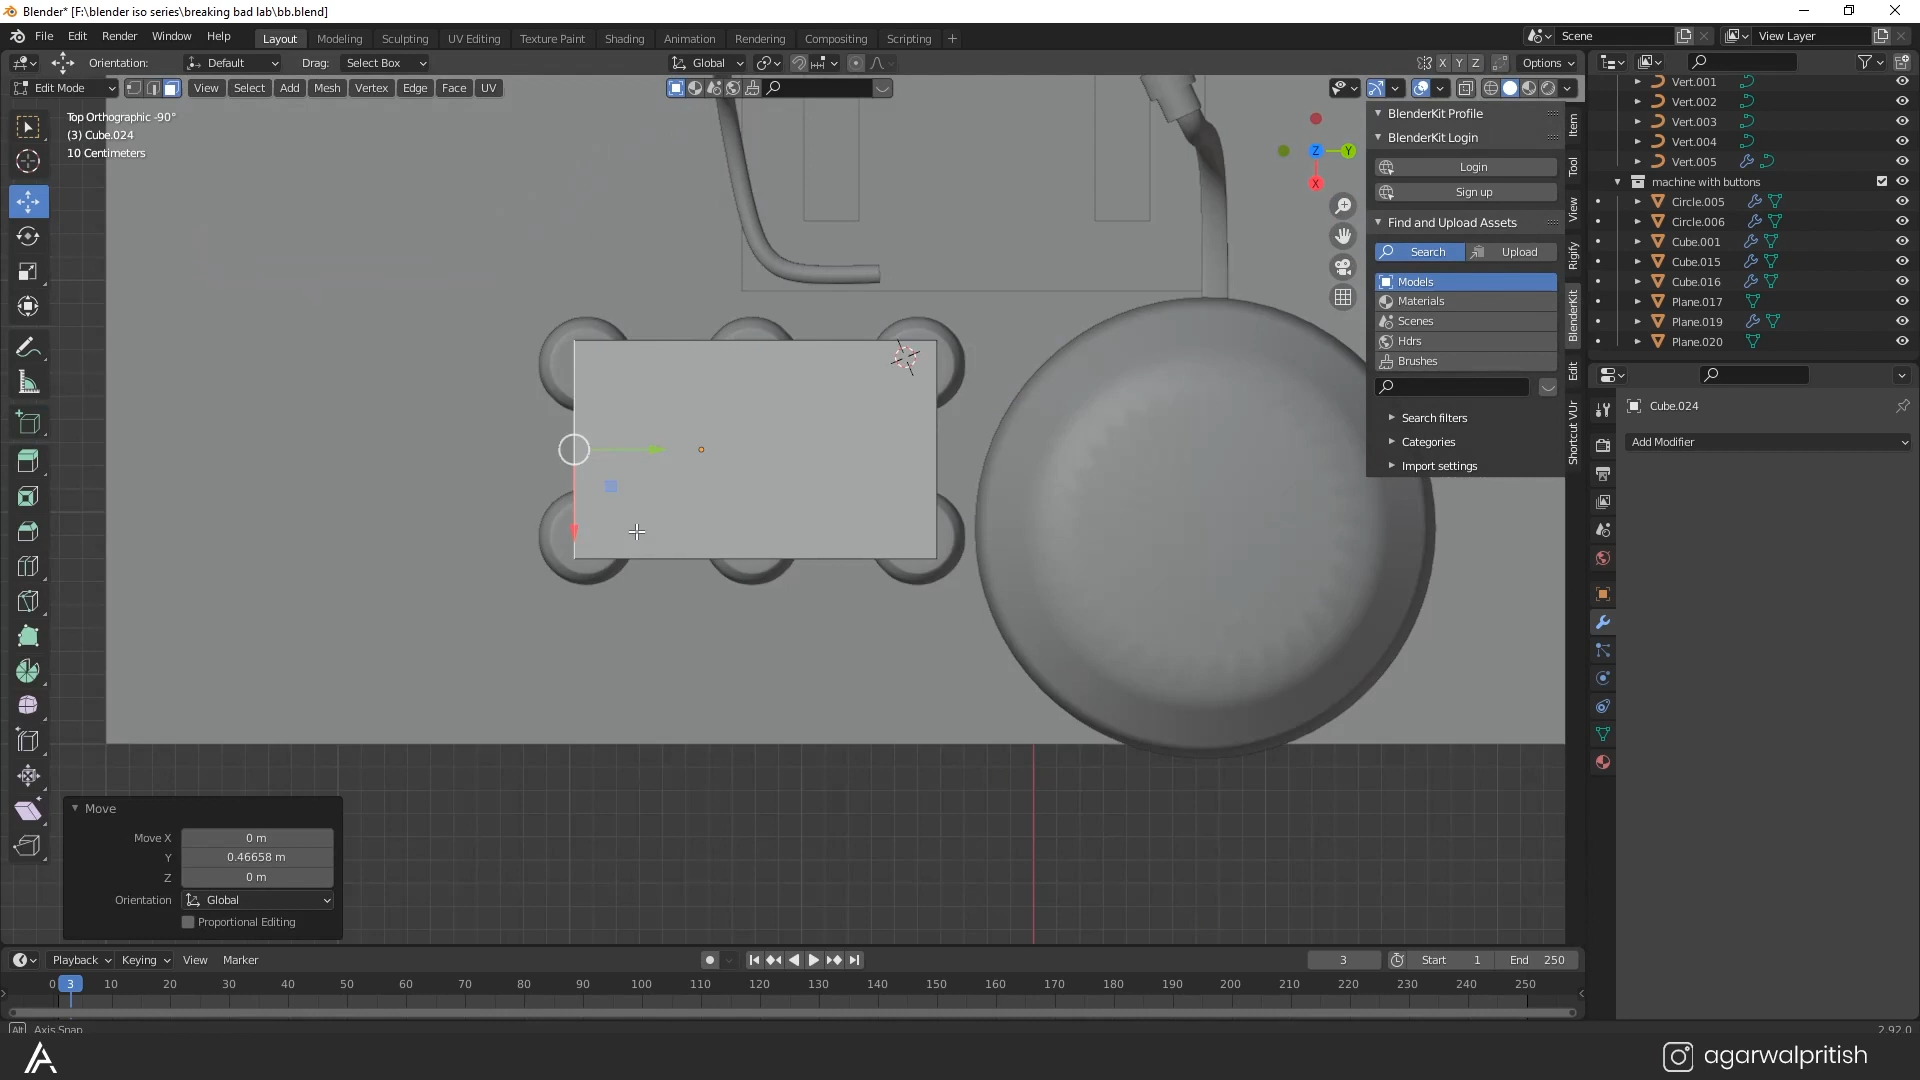 Blender* [F:\blender iso series\breaking bad lab\bb.blend]
File Edit Render Window Help Layout Modeling Sculpting UV Editing Texture Paint Shading Animation Rendering Compositing Scripting + Scene View Layer
Orientation: Default Drag: Select Box Global X Y Z Options
Edit Mode View Select Add Mesh Vertex Edge Face UV
Top Orthographic -90°
(3) Cube.024
10 Centimeters
Z Y
X
BlenderKit Profile
BlenderKit Login
Login
Sign up
Find and Upload Assets
Search Upload
Models
Materials
Scenes
Hdrs
Brushes
Search filters
Categories
Import settings
Item
Tool
View
Rigify
BlenderKit
Edit
Shortcut VUr
Vert.001
Vert.002
Vert.003
Vert.004
Vert.005
machine with buttons
Circle.005
Circle.006
Cube.001
Cube.015
Cube.016
Plane.017
Plane.019
Plane.020
Cube.024
Add Modifier
Move
Move X 0 m
Y 0.46658 m
Z 0 m
Orientation Global
Proportional Editing
Playback Keying View Marker 3 Start 1 End 250
0 3 10 20 30 40 50 60 70 80 90 100 110 120 130 140 150 160 170 180 190 200 210 220 230 240 250
Alt Axis Snap 2.92.0
agarwalpritish